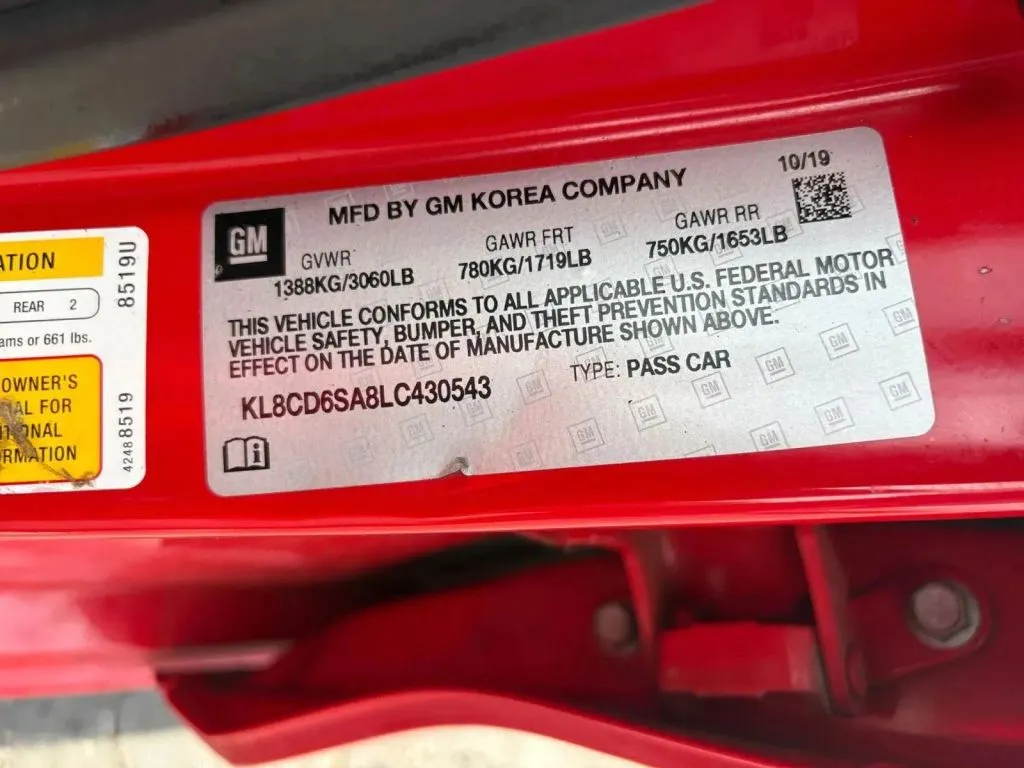 ATION
REAR 2
ams or 661 lbs.
OWNER'S
AL FOR
ONAL
RMATION
8519U
42488519
GM
MFD BY GM KOREA COMPANY
10/19
GVWR GAWR FRT GAWR RR
1388KG/3060LB 780KG/1719LB 750KG/1653LB
THIS VEHICLE CONFORMS TO ALL APPLICABLE U.S. FEDERAL MOTOR
VEHICLE SAFETY, BUMPER, AND THEFT PREVENTION STANDARDS IN
EFFECT ON THE DATE OF MANUFACTURE SHOWN ABOVE.
KL8CD6SA8LC430543 TYPE: PASS CAR